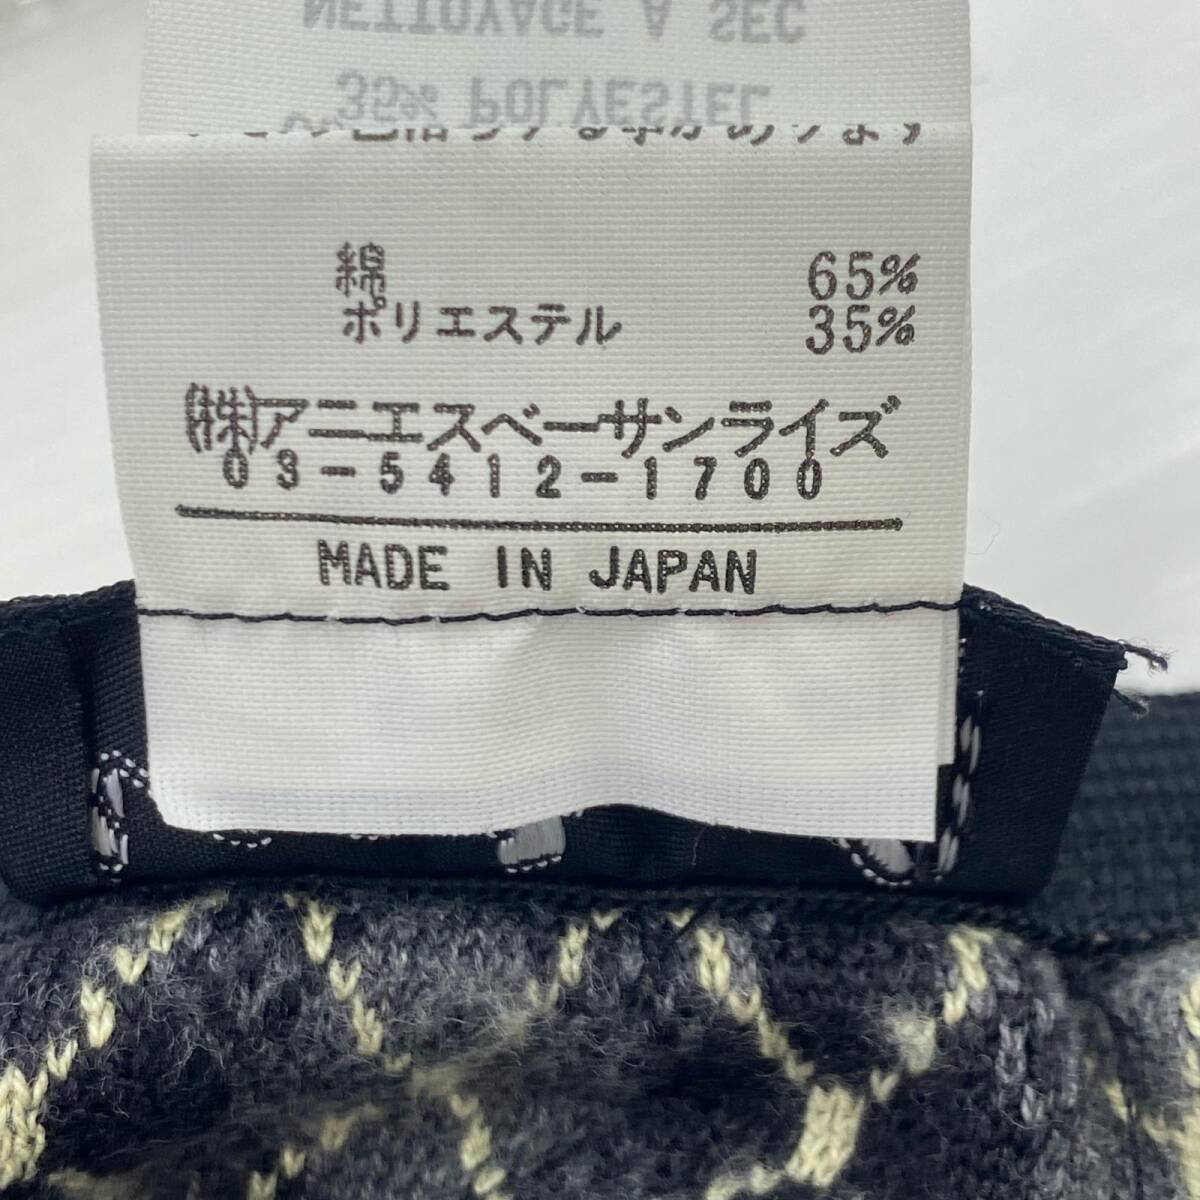 NETTOYAGE A SEC
35% POLYESTEL
綿 65%
ポリエステル 35%
(株)アニエスベーサンライズ
03-5412-1700
MADE IN JAPAN